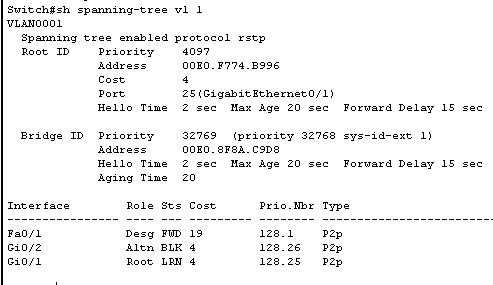 Switch#sh spanning-tree vl 1
VLAN0001
  Spanning tree enabled protocol rstp
  Root ID    Priority    4097
             Address     00E0.F774.B996
             Cost        4
             Port        25(GigabitEthernet0/1)
             Hello Time  2 sec  Max Age 20 sec  Forward Delay 15 sec
  Bridge ID  Priority    32769  (priority 32768 sys-id-ext 1)
             Address     00E0.8F8A.C9D8
             Hello Time  2 sec  Max Age 20 sec  Forward Delay 15 sec
             Aging Time  20
Interface        Role Sts Cost      Prio.Nbr Type
---------------- ---- --- --------- -------- --------------------------------
Fa0/1            Desg FWD 19        128.1    P2p
Gi0/2            Altn BLK 4         128.26   P2p
Gi0/1            Root LRN 4         128.25   P2p